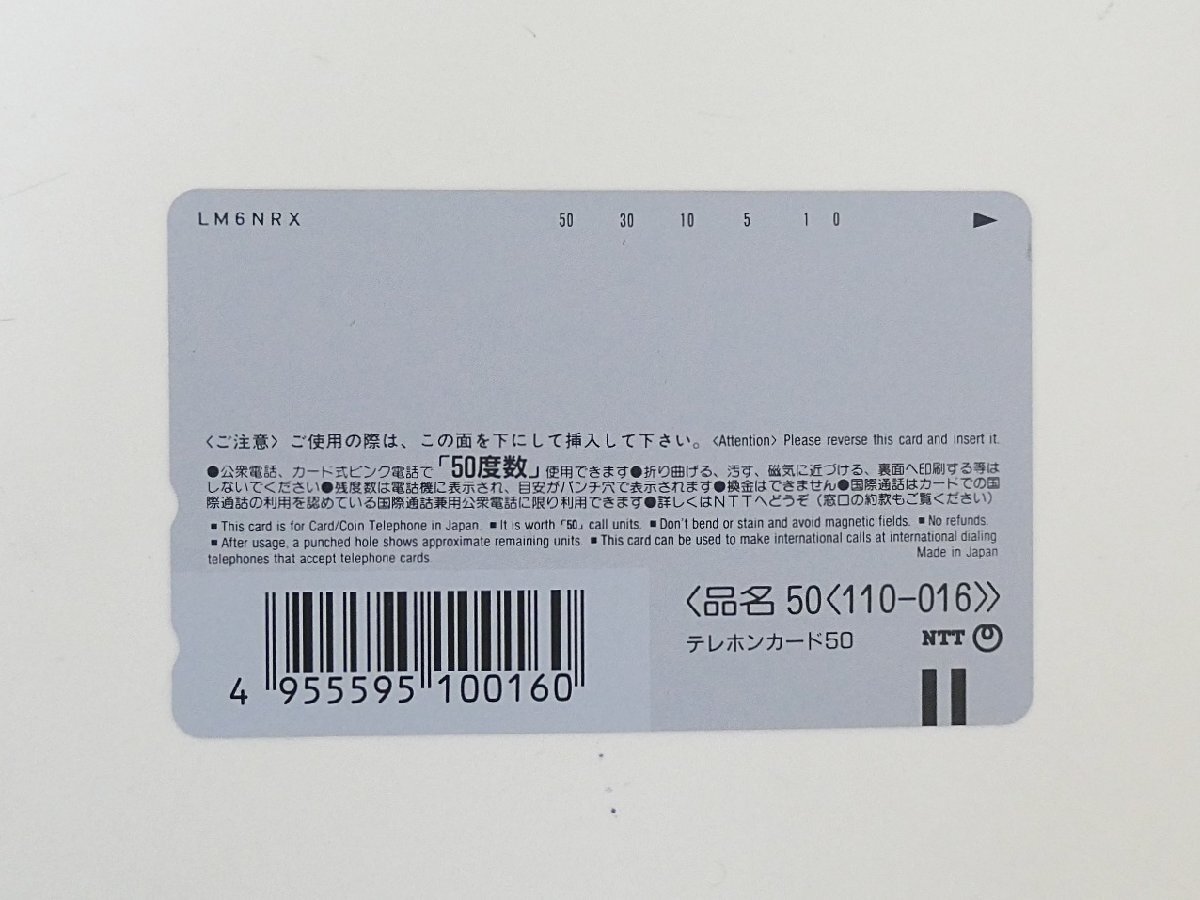 LM6NRX 50 30 10 5 1 0 ▶
〈ご注意〉ご使用の際は、この面を下にして挿入して下さい。〈Attention〉Please reverse this card and insert it.
●公衆電話、カード式ピンク電話で「50度数」使用できます●折り曲げる、汚す、磁気に近づける、裏面へ印刷する等は
しないでください●残度数は電話機に表示され、目安がパンチ穴で表示されます●換金はできません●国際通話はカードでの国
際通話の利用を認めている国際通話兼用公衆電話に限り利用できます●詳しくはNTTへどうぞ（窓口の約款もご覧ください）
■ This card is for Card/Coin Telephone in Japan. ■ It is worth「50」call units. ■ Don't bend or stain and avoid magnetic fields. ■ No refunds.
■ After usage, a punched hole shows approximate remaining units. ■ This card can be used to make international calls at international dialing
telephones that accept telephone cards.
Made in Japan
〈品名 50〈110-016〉〉
テレホンカード50 NTT
4 955595 100160